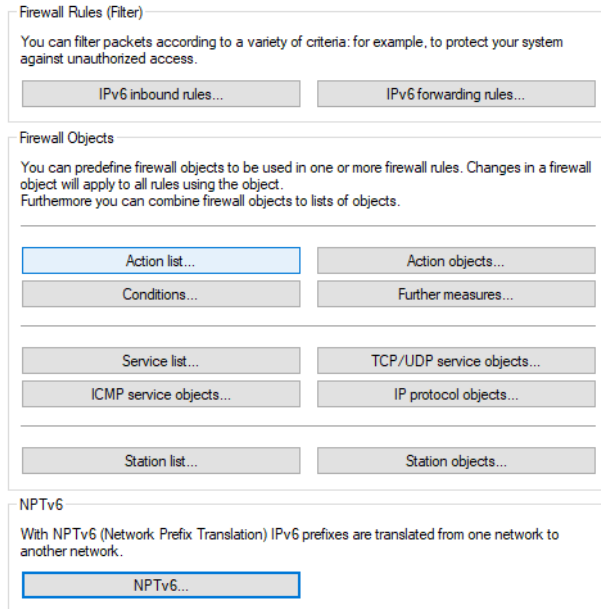 Firewall Rules (Filter)
You can filter packets according to a variety of criteria: for example, to protect your system
against unauthorized access.
IPv6 inbound rules...
IPv6 forwarding rules...
Firewall Objects
You can predefine firewall objects to be used in one or more firewall rules. Changes in a firewall
object will apply to all rules using the object.
Furthermore you can combine firewall objects to lists of objects.
Action list...
Action objects...
Conditions...
Further measures...
Service list...
TCP/UDP service objects...
ICMP service objects...
IP protocol objects...
Station list...
Station objects...
NPTv6
With NPTv6 (Network Prefix Translation) IPv6 prefixes are translated from one network to
another network.
NPTv6...